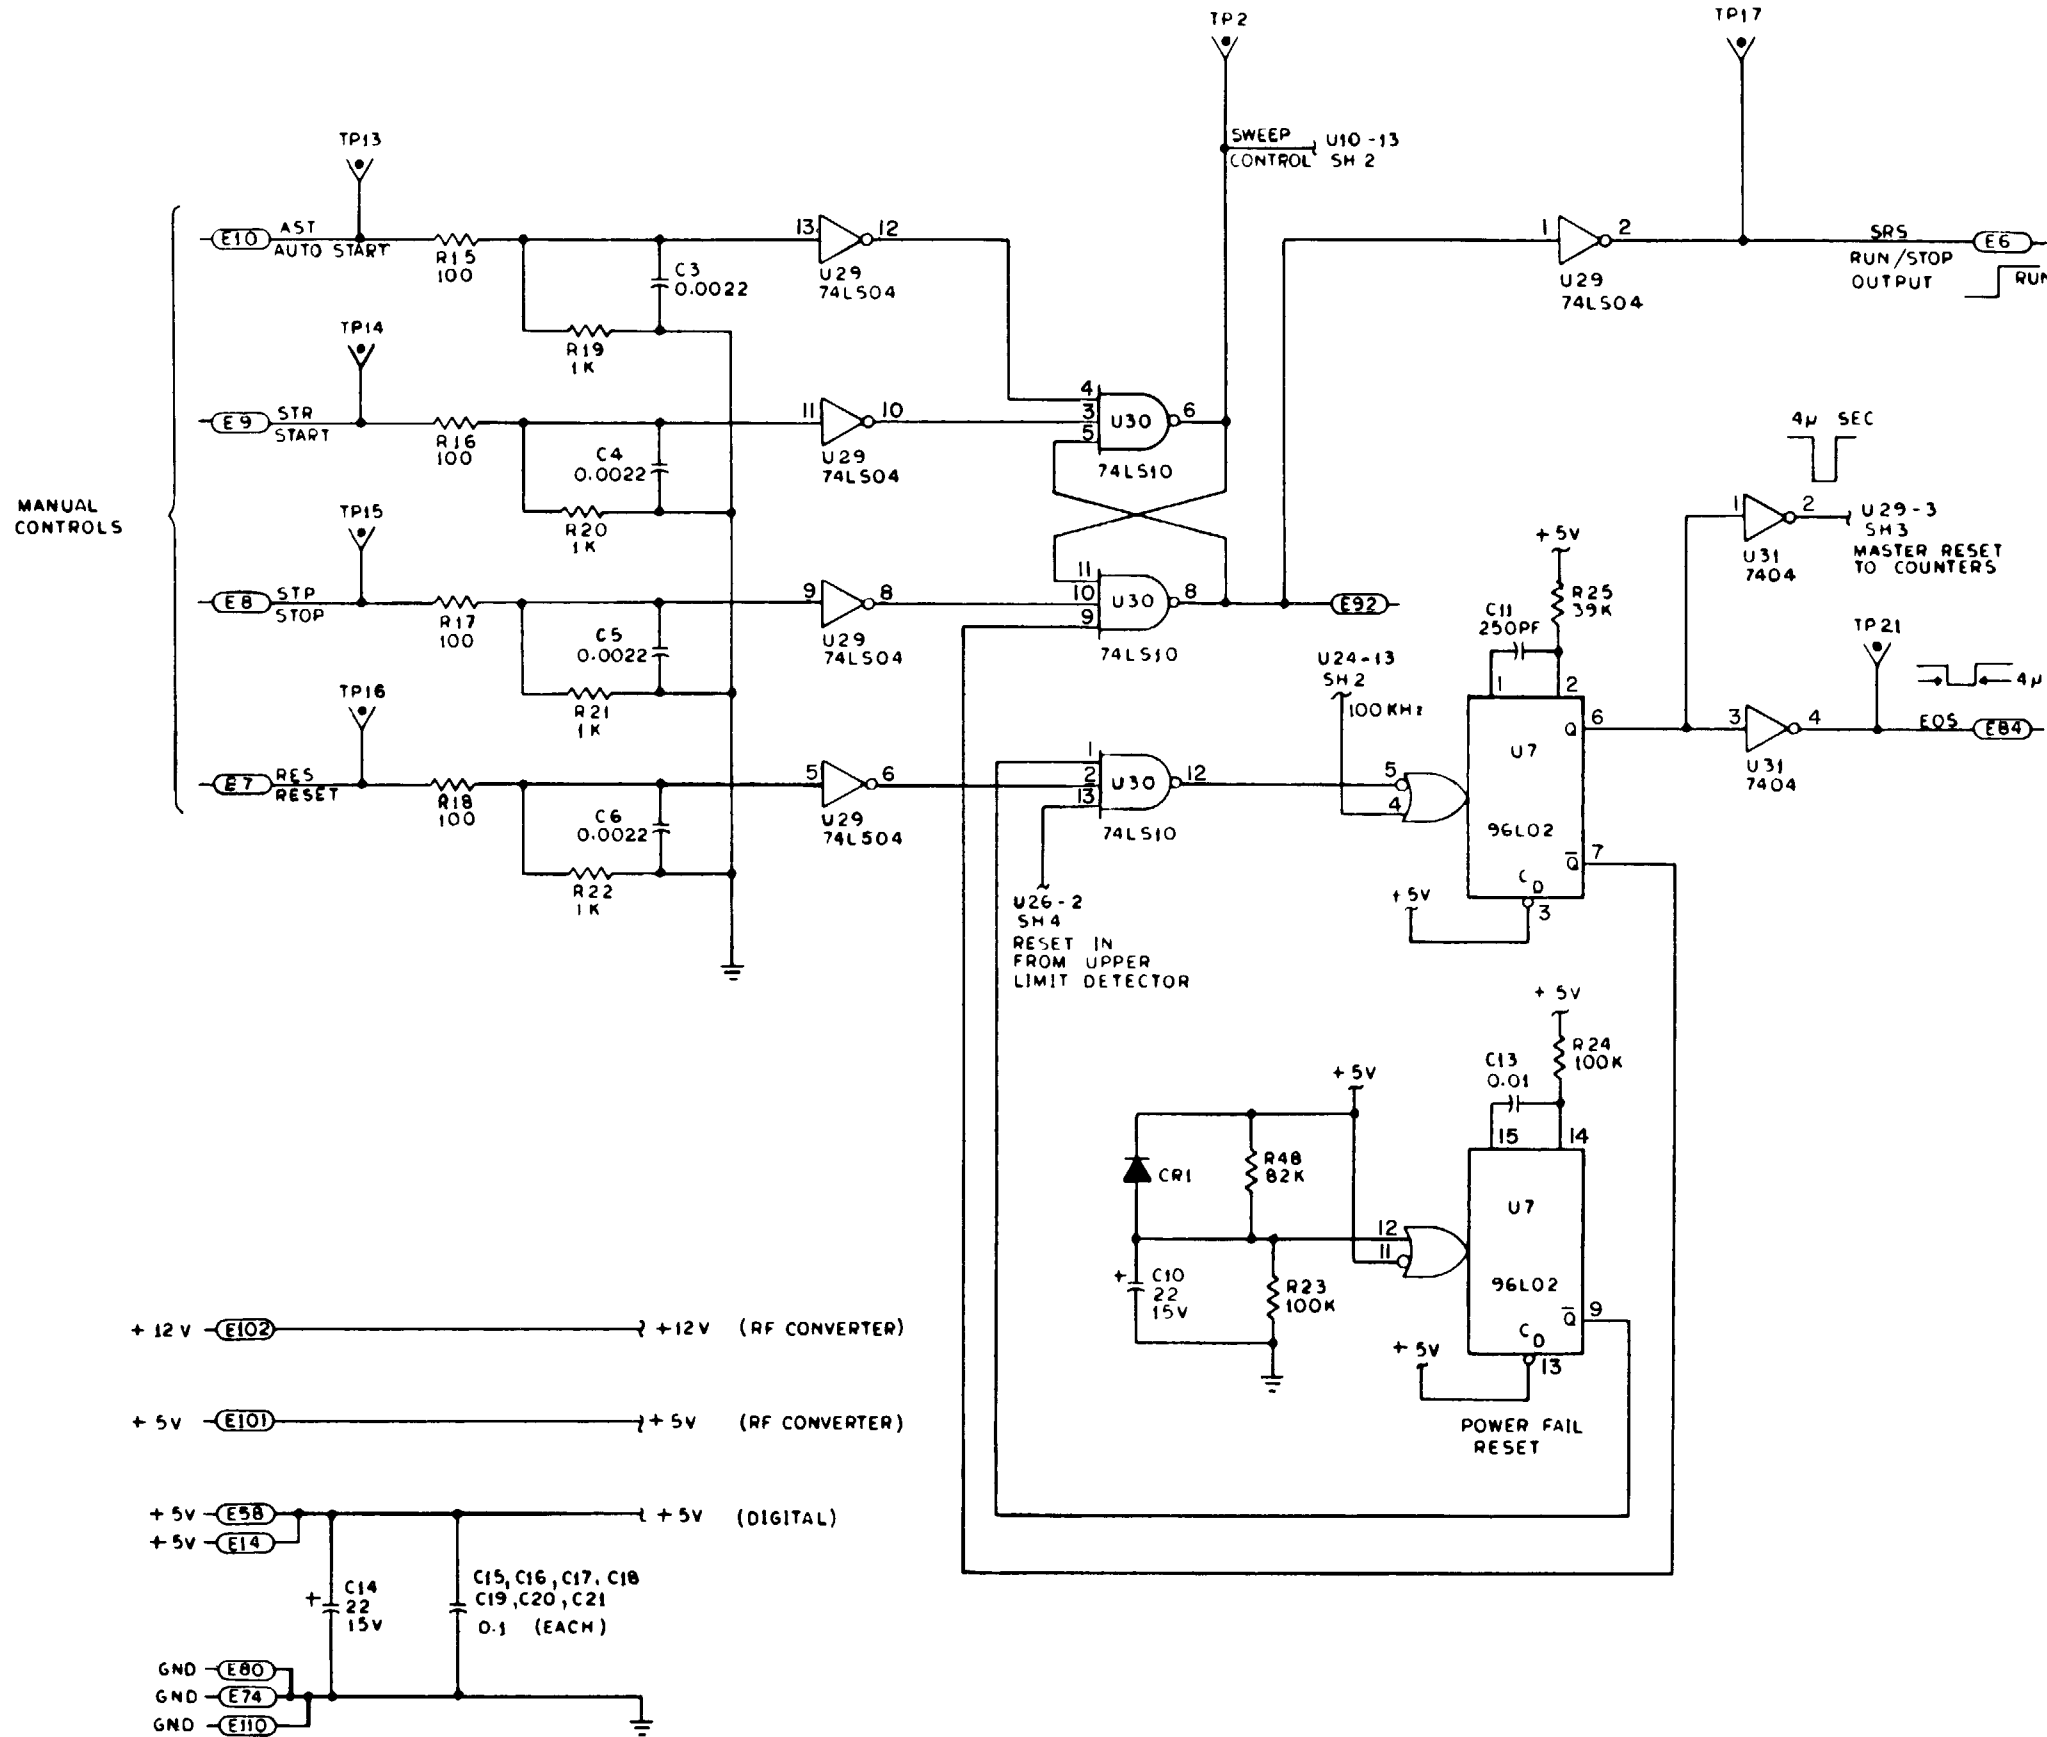 TP2
TP17
TP13
SWEEP
CONTROL
U10-13
SH 2
E10
AST
AUTO START
R15
100
C3
0.0022
13
12
U29
74LS04
R19
1K
1
2
U29
74LS04
SRS
RUN/STOP
OUTPUT
E6
RUN
TP14
E9
STR
START
R16
100
C4
0.0022
11
10
U29
74LS04
R20
1K
4
3
5
U30
6
74LS10
MANUAL
CONTROLS
TP15
E8
STP
STOP
R17
100
C5
0.0022
9
8
U29
74LS04
R21
1K
11
10
9
U30
8
74LS10
E92
4µ SEC
1
2
U31
7404
U29-3
SH3
MASTER RESET
TO COUNTERS
+5V
R25
39K
C11
250PF
1
2
U24-13
SH 2
100KHz
TP21
4µ
TP16
E7
RES
RESET
R18
100
C6
0.0022
5
6
U29
74LS04
R22
1K
1
2
13
U30
12
74LS10
5
4
Q
6
U7
96L02
Q̅
7
CD
3
+5V
3
4
U31
7404
EOS
E84
U26-2
SH4
RESET IN
FROM UPPER
LIMIT DETECTOR
+5V
R24
100K
C13
0.01
15
14
+5V
CR1
R48
82K
12
11
U7
96L02
Q̅
9
CD
13
+5V
C10
+
22
15V
R23
100K
POWER FAIL
RESET
+12V
E102
+12V
(RF CONVERTER)
+5V
E101
+5V
(RF CONVERTER)
+5V
E58
+5V
(DIGITAL)
+5V
E14
C14
+
22
15V
C15, C16, C17, C18
C19, C20, C21
0.1 (EACH)
GND
E80
GND
E74
GND
E110